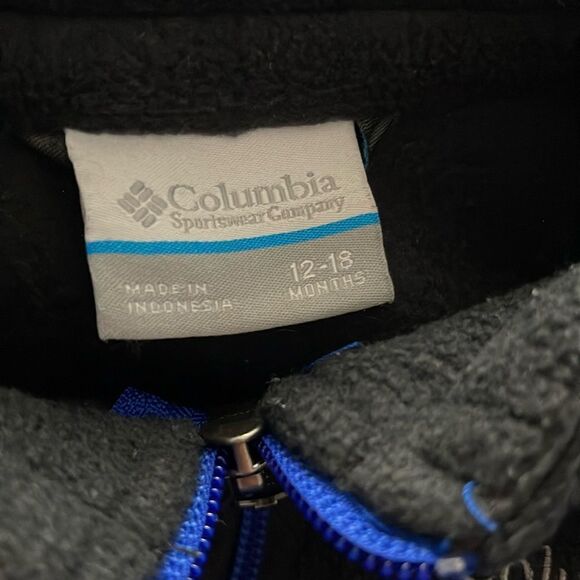 Columbia
Sportswear Company
MADE IN
INDONESIA
12-18
MONTHS